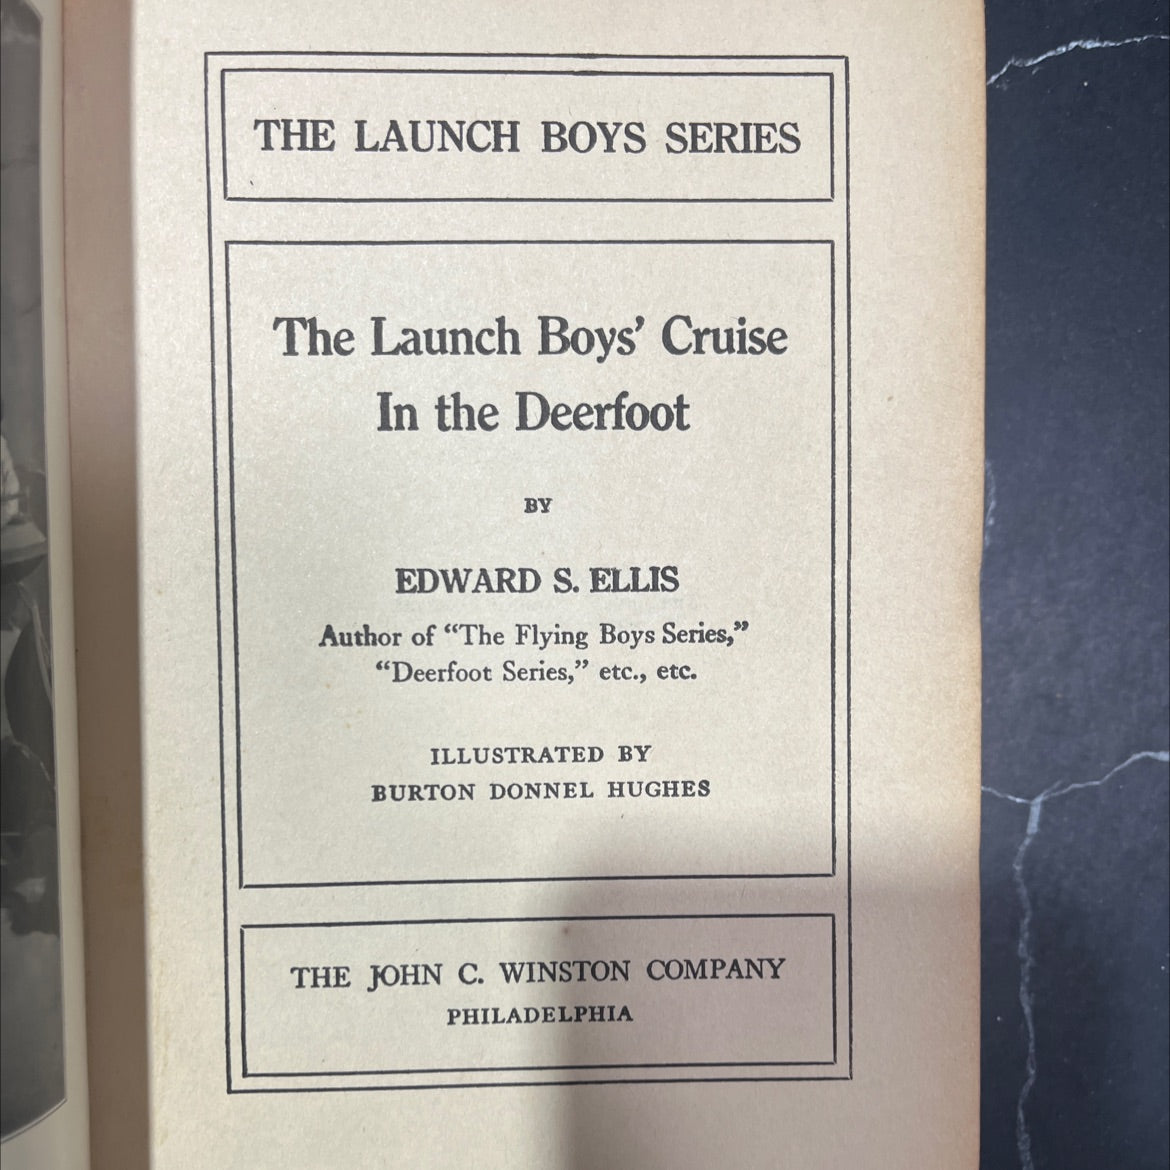 THE LAUNCH BOYS SERIES
The Launch Boys' Cruise
In the Deerfoot
BY
EDWARD S. ELLIS
Author of “The Flying Boys Series,”
“Deerfoot Series,” etc., etc.
ILLUSTRATED BY
BURTON DONNEL HUGHES
THE JOHN C. WINSTON COMPANY
PHILADELPHIA